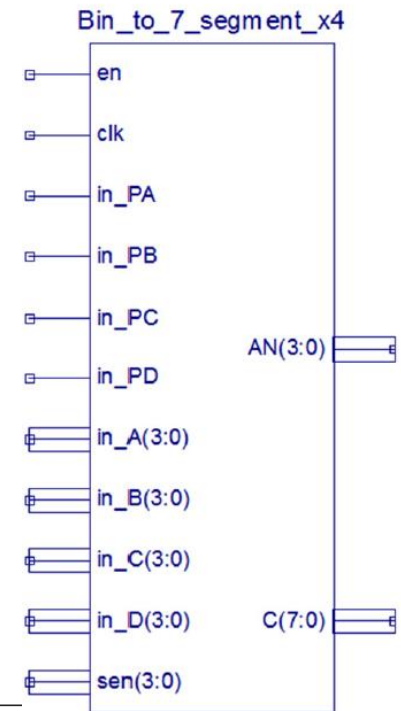 Bin_to_7_segment_x4
en
clk
in_PA
in_PB
in_PC
AN(3:0)
in_PD
in_A(3:0)
in_B(3:0)
in_C(3:0)
in_D(3:0) C(7:0)
sen(3:0)